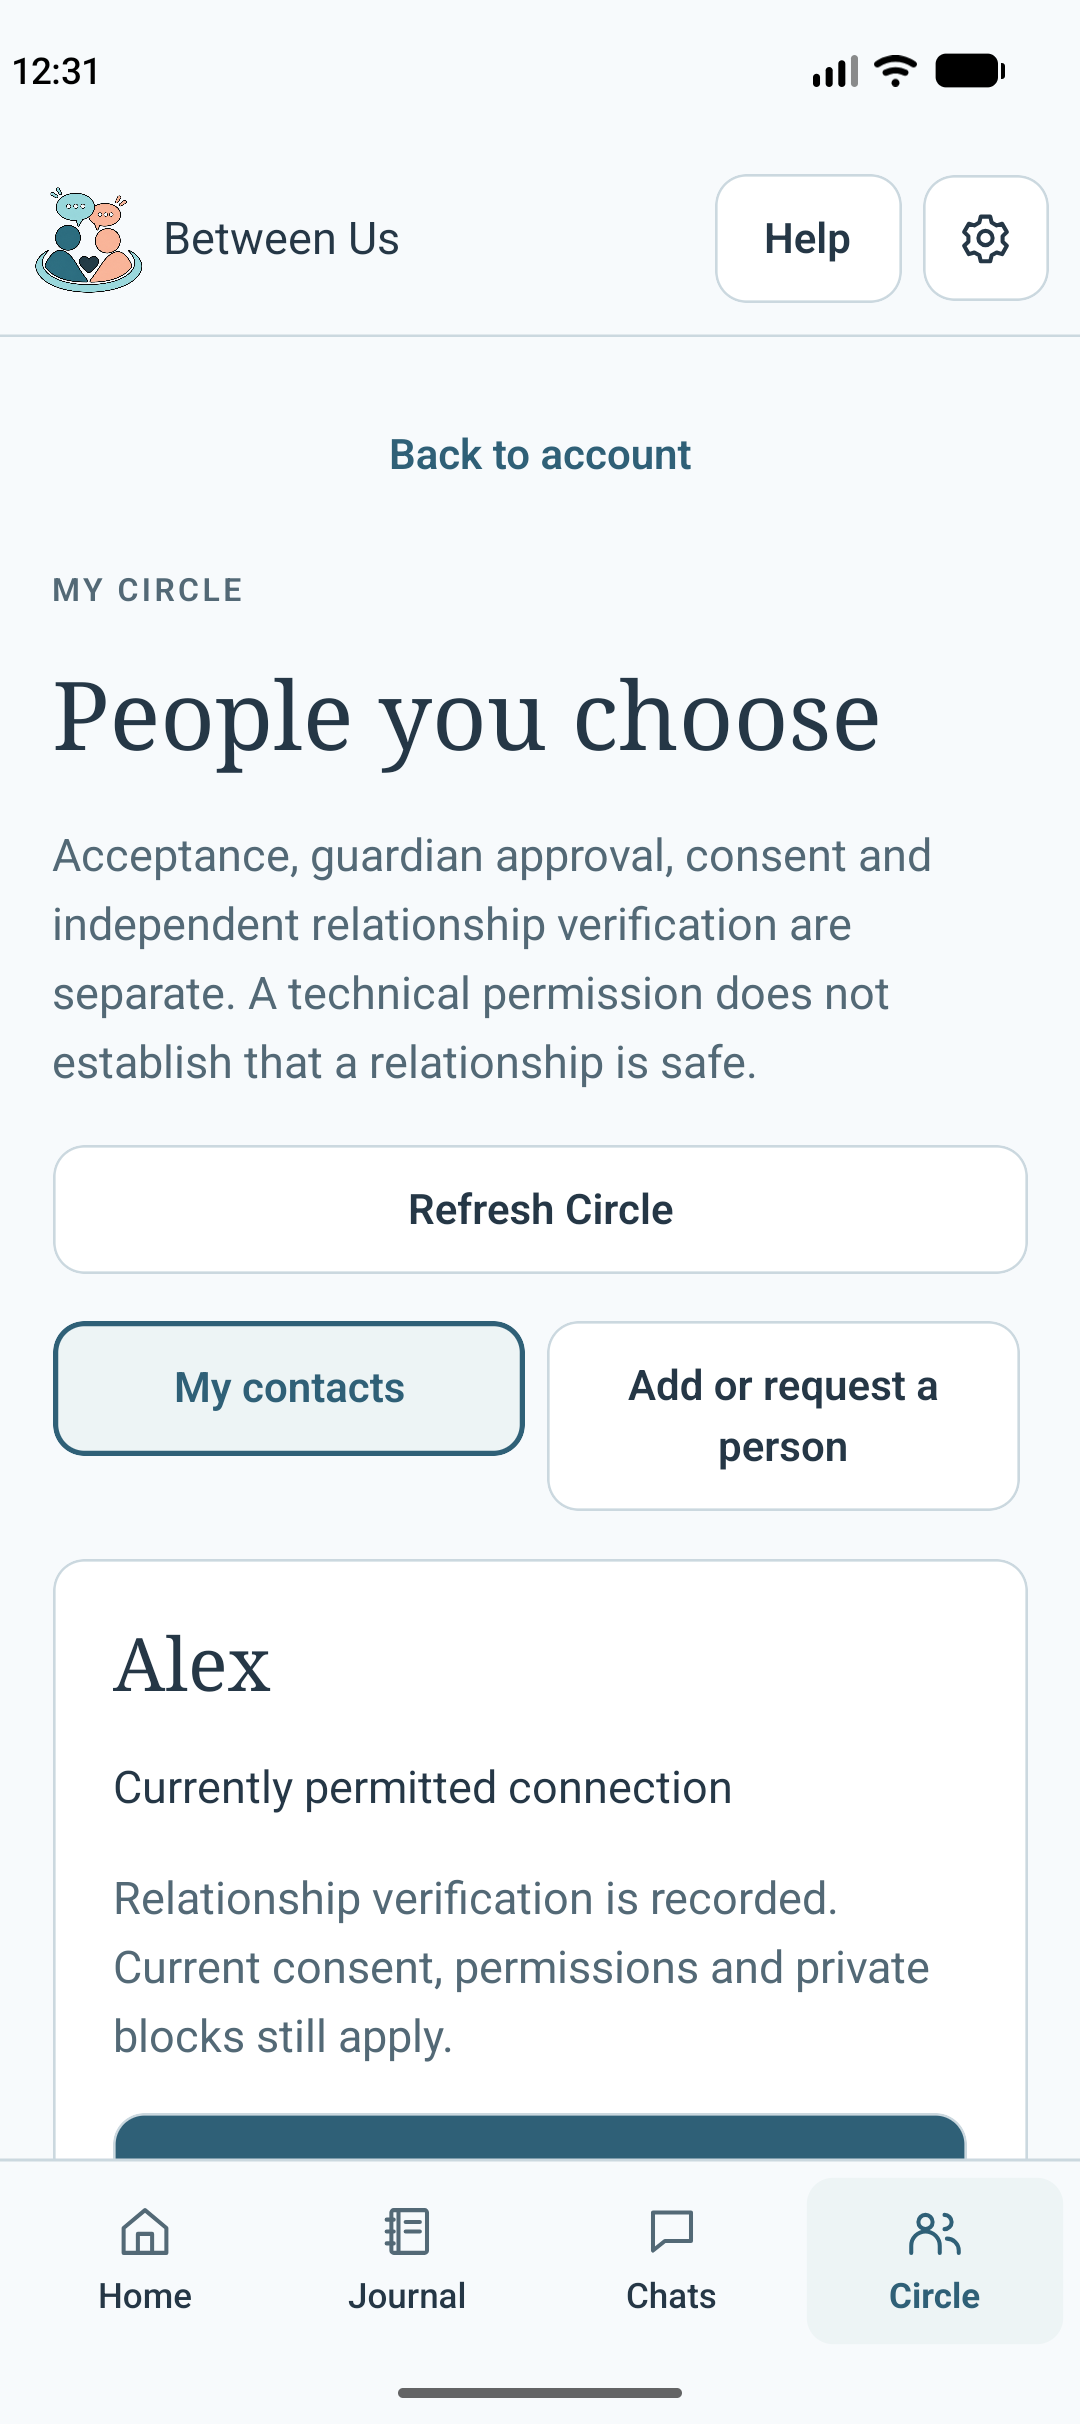 12:31
Between Us
Help
Back to account
MY CIRCLE
People you choose
Acceptance, guardian approval, consent and
independent relationship verification are
separate. A technical permission does not
establish that a relationship is safe.
Refresh Circle
My contacts
Add or request a
person
Alex
Currently permitted connection
Relationship verification is recorded.
Current consent, permissions and private
blocks still apply.
Home
Journal
Chats
Circle